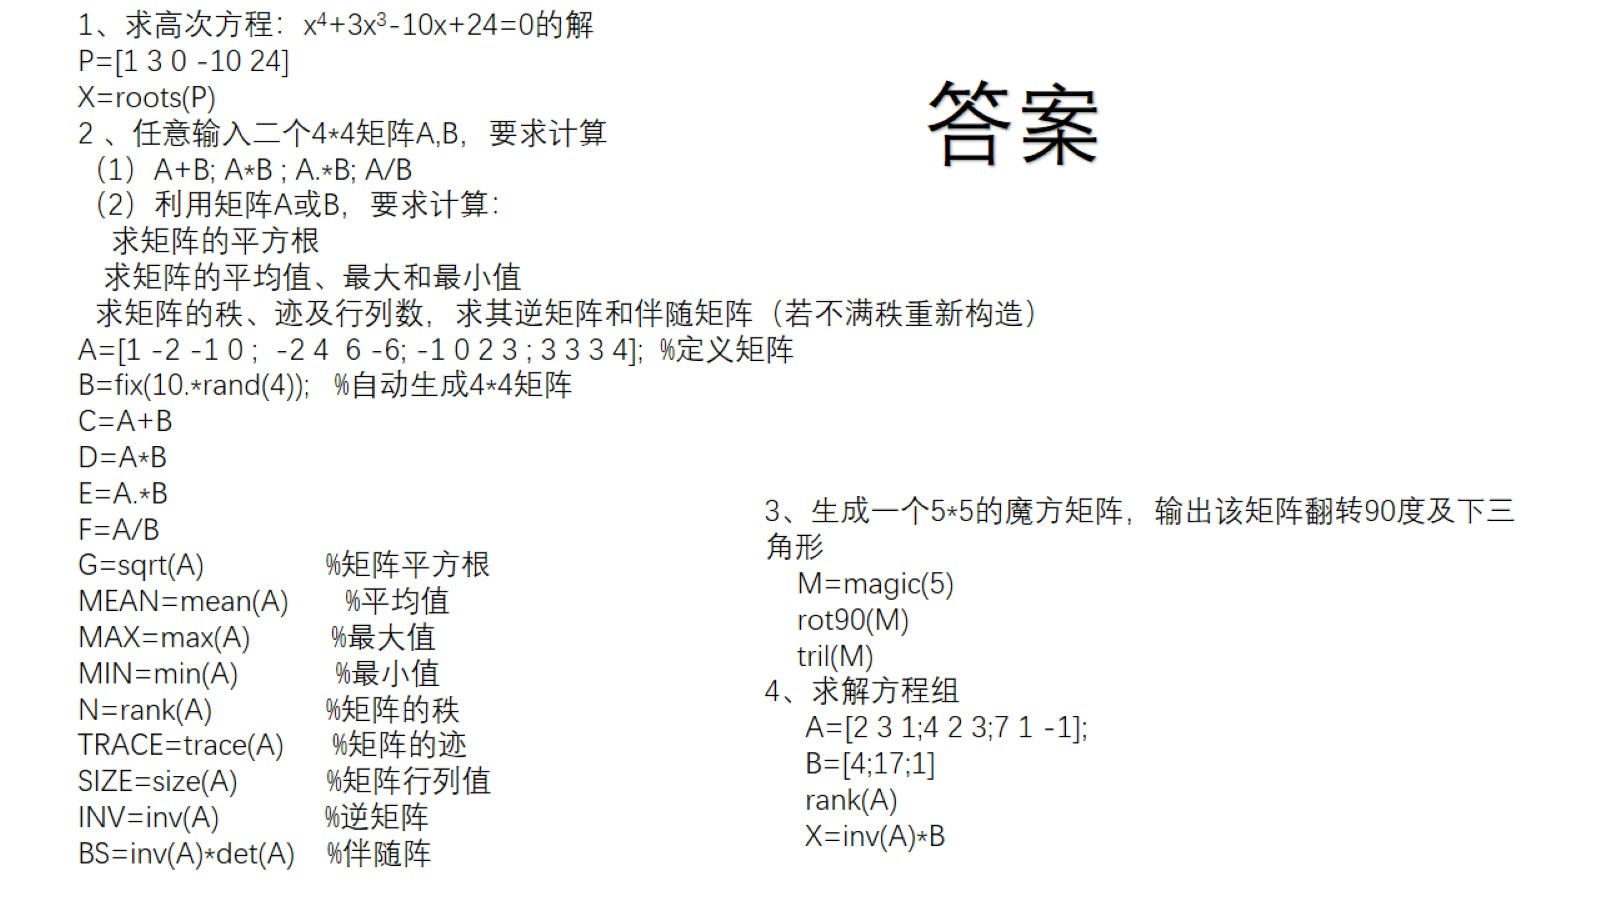 1、求高次方程：x⁴+3x³-10x+24=0的解
P=[1 3 0 -10 24]
X=roots(P)
2 、任意输入二个4*4矩阵A,B，要求计算
（1）A+B; A*B ; A.*B; A/B
（2）利用矩阵A或B，要求计算：
求矩阵的平方根
求矩阵的平均值、最大和最小值
求矩阵的秩、迹及行列数，求其逆矩阵和伴随矩阵（若不满秩重新构造）
A=[1 -2 -1 0 ;  -2 4  6 -6; -1 0 2 3 ; 3 3 3 4];  %定义矩阵
B=fix(10.*rand(4));   %自动生成4*4矩阵
C=A+B
D=A*B
E=A.*B
F=A/B
G=sqrt(A)   %矩阵平方根
MEAN=mean(A)   %平均值
MAX=max(A)   %最大值
MIN=min(A)   %最小值
N=rank(A)   %矩阵的秩
TRACE=trace(A)   %矩阵的迹
SIZE=size(A)   %矩阵行列值
INV=inv(A)   %逆矩阵
BS=inv(A)*det(A)   %伴随阵
答案
3、生成一个5*5的魔方矩阵，输出该矩阵翻转90度及下三
角形
M=magic(5)
rot90(M)
tril(M)
4、求解方程组
A=[2 3 1;4 2 3;7 1 -1];
B=[4;17;1]
rank(A)
X=inv(A)*B